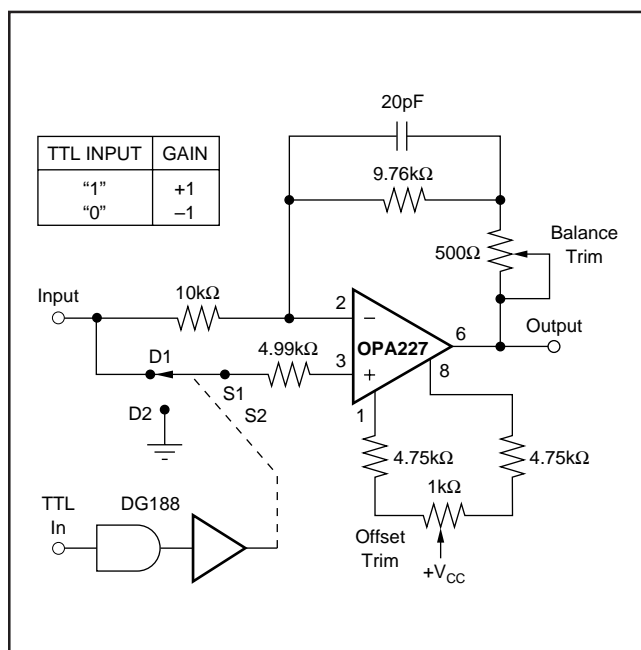 20pF
TTL INPUT GAIN
“1” +1
“0” –1
9.76kΩ
500Ω
Balance
Trim
Input
10kΩ
2
–
6
Output
OPA227
D1
4.99kΩ
3
+
8
S1
D2
S2
1
4.75kΩ
4.75kΩ
1kΩ
TTL
In
DG188
Offset
Trim
+VCC